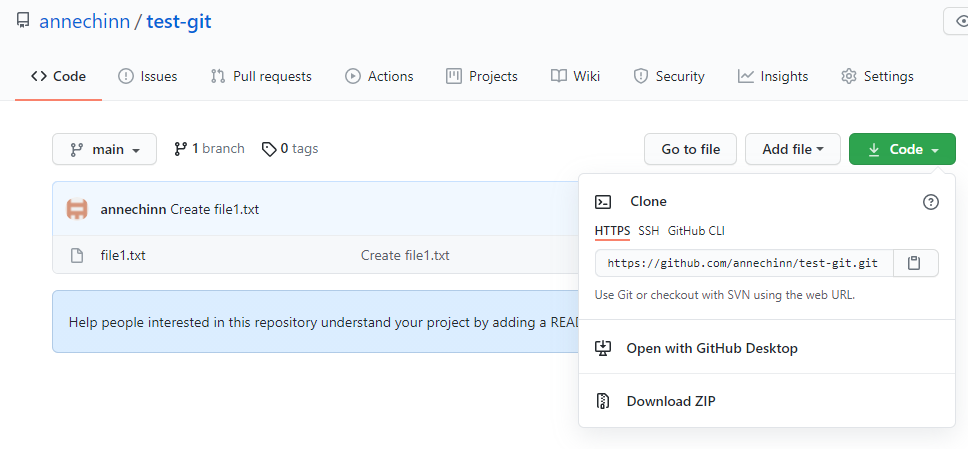 annechinn / test-git
Code Issues Pull requests Actions Projects Wiki Security Insights Settings
main 1 branch 0 tags Go to file Add file Code
annechinn Create file1.txt
file1.txt Create file1.txt
Help people interested in this repository understand your project by adding a
Clone
HTTPS SSH GitHub CLI
https://github.com/annechinn/test-git.git
Use Git or checkout with SVN using the web URL.
Open with GitHub Desktop
Download ZIP